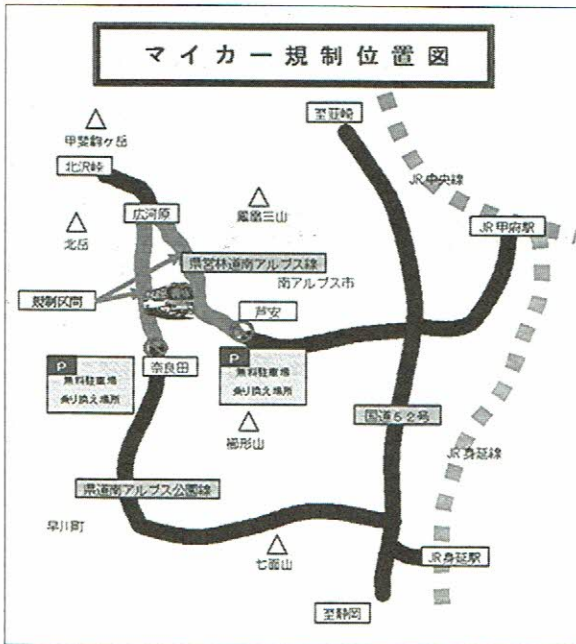 マイカー規制位置図
甲斐駒ヶ岳
北沢峠
至韮崎
JR中央線
広河原
鳳凰三山
JR甲府駅
北岳
県営林道南アルプス線
南アルプス市
規制区間
芦安
P
無料駐車場
乗り換え場所
奈良田
P
無料駐車場
乗り換え場所
櫛形山
国道52号
JR身延線
県道南アルプス公園線
早川町
七面山
JR身延駅
至静岡